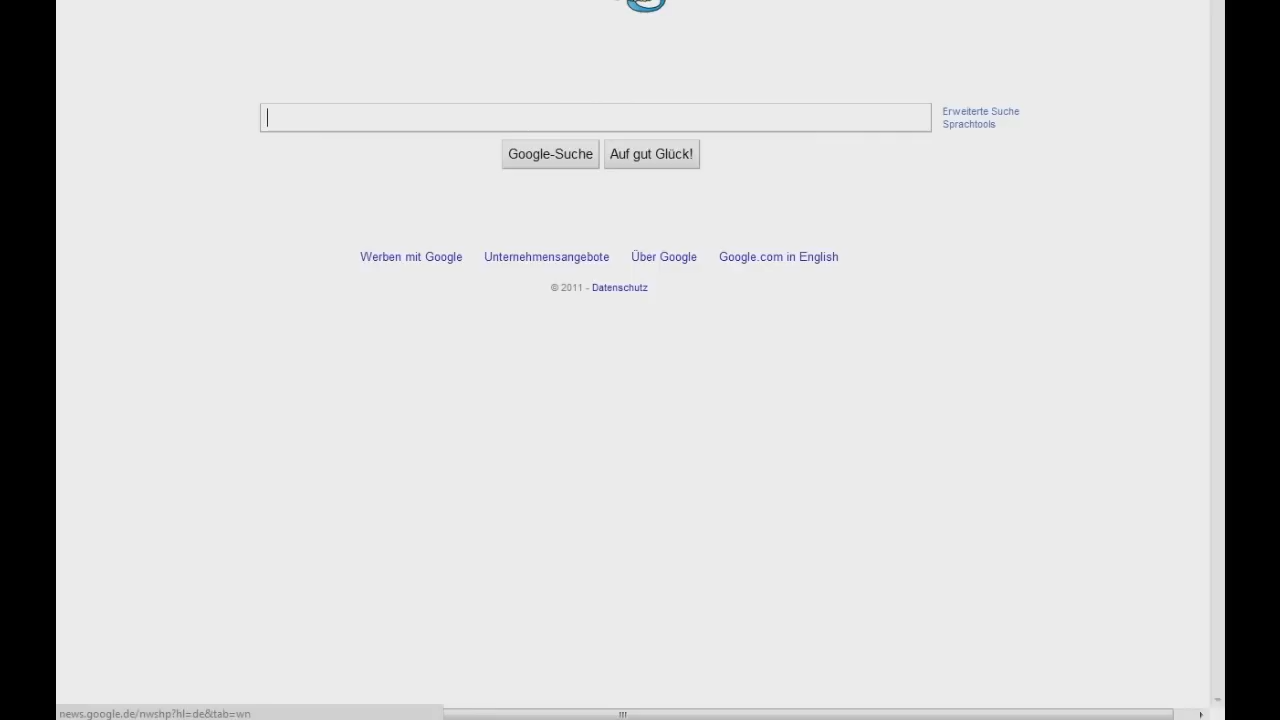 Erweiterte Suche
Sprachtools
Google-Suche Auf gut Glück!
Werben mit Google Unternehmensangebote Über Google Google.com in English
© 2011 - Datenschutz
news.google.de/nwshp?hl=de&tab=wn